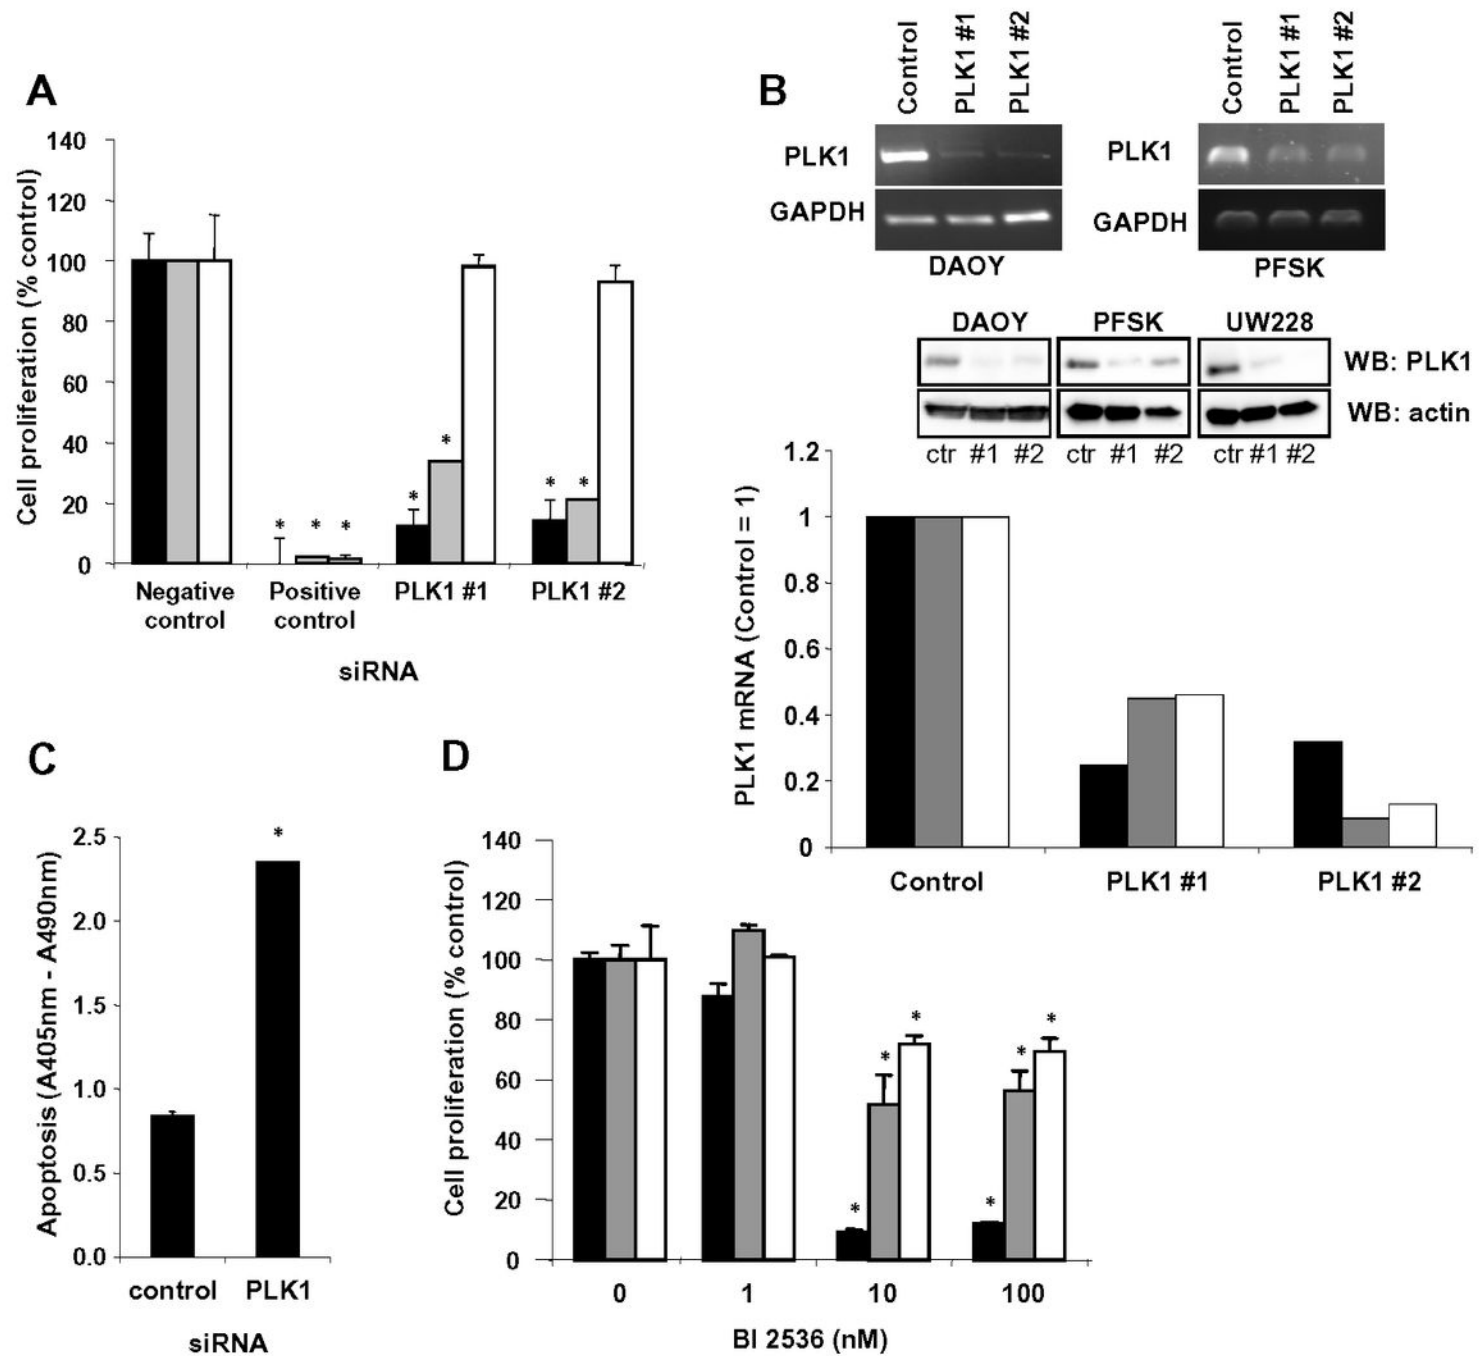 A
140
120
100
80
60
40
20
0
Cell proliferation (% control)
* * *
*
*
*
*
Negative control
Positive control
PLK1 #1
PLK1 #2
siRNA
B
Control
PLK1 #1
PLK1 #2
PLK1
GAPDH
DAOY
Control
PLK1 #1
PLK1 #2
PLK1
GAPDH
PFSK
DAOY PFSK UW228
WB: PLK1
WB: actin
ctr #1 #2 ctr #1 #2 ctr #1 #2
1.2
1
0.8
0.6
0.4
0.2
0
PLK1 mRNA (Control = 1)
Control PLK1 #1 PLK1 #2
C
2.5
2.0
1.5
1.0
0.5
0.0
Apoptosis (A405nm - A490nm)
*
control PLK1
siRNA
D
140
120
100
80
60
40
20
0
Cell proliferation (% control)
*
*
*
*
*
*
0 1 10 100
BI 2536 (nM)